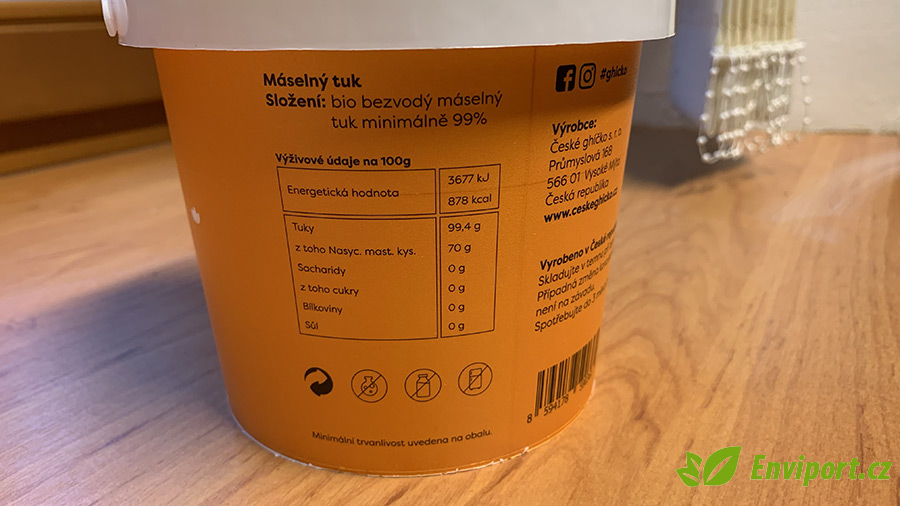 Máselný tuk
Složení: bio bezvodý máselný
tuk minimálně 99%
Výživové údaje na 100g
Energetická hodnota 3677 kJ
878 kcal
Tuky 99,4 g
z toho Nasyc. mast. kys. 70 g
Sacharidy 0 g
z toho cukry 0 g
Bílkoviny 0 g
Sůl 0 g
Minimální trvanlivost uvedena na obalu.
#ghicko
Výrobce:
České ghíčko s. r. o.
Průmyslová 168
566 01 Vysoké Mýto
Česká republika
www.ceskeghicko.cz
Vyrobeno v České
Skladujte v temnu při
Případná změna
není na závadu.
Spotřebujte do 3
8 594178
Enviport.cz